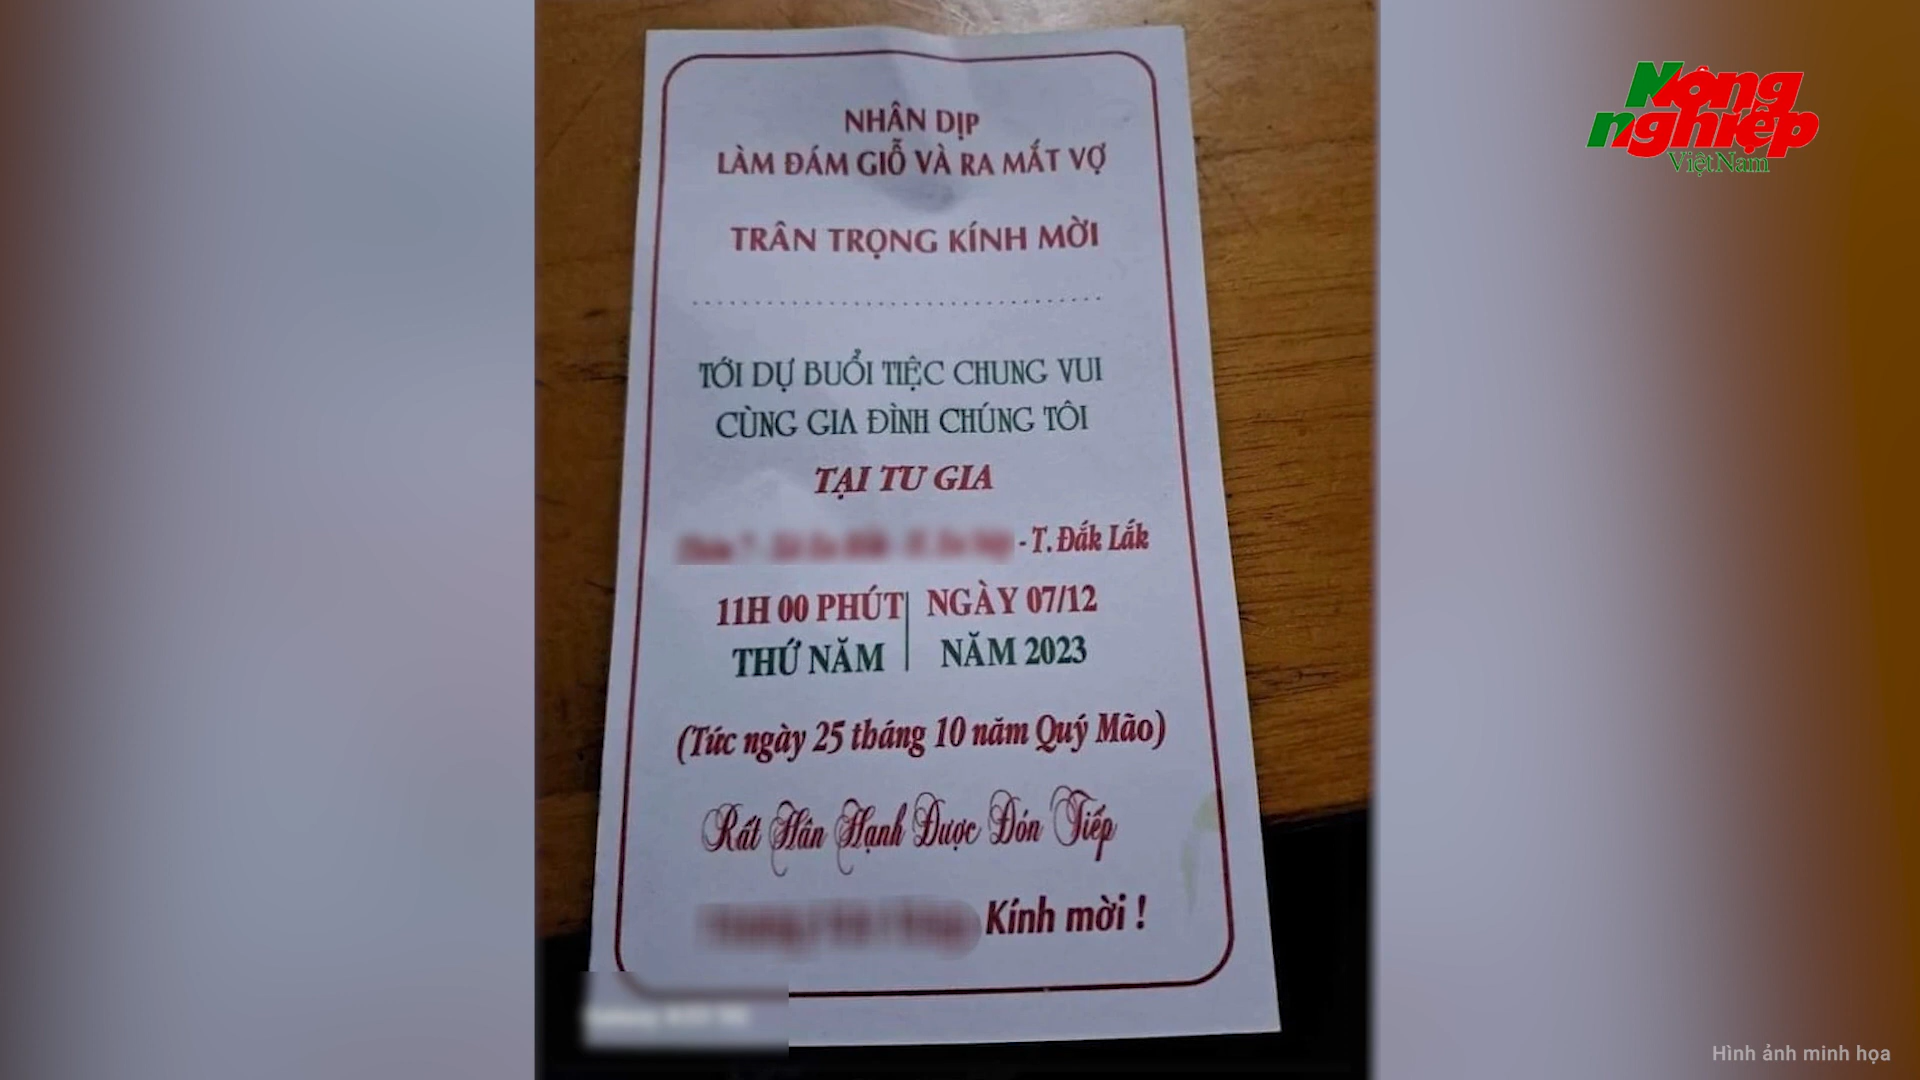 NHÂN DỊP
LÀM ĐÁM GIỖ VÀ RA MẮT VỢ
TRÂN TRỌNG KÍNH MỜI
TỚI DỰ BUỔI TIỆC CHUNG VUI
CÙNG GIA ĐÌNH CHÚNG TÔI
TẠI TƯ GIA
- T. Đắk Lắk
11H 00 PHÚT NGÀY 07/12
THỨ NĂM NĂM 2023
(Tức ngày 25 tháng 10 năm Quý Mão)
Rất Hân Hạnh Được Đón Tiếp
Kính mời !
Nông
nghiệp
Việt Nam
Hình ảnh minh họa